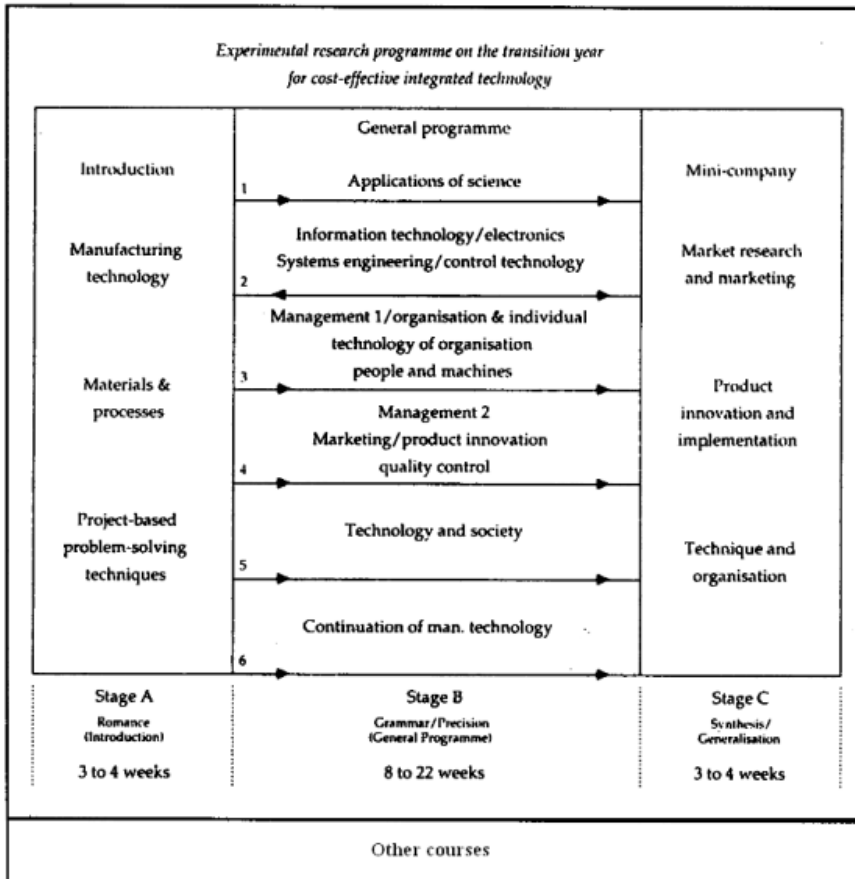 Experimental research programme on the transition year
for cost-effective integrated technology
Introduction
Manufacturing
technology
Materials &
processes
Project-based
problem-solving
techniques
General programme
1
Applications of science
Information technology/electronics
Systems engineering/control technology
2
Management 1/organisation & individual
technology of organisation
people and machines
3
Management 2
Marketing/product innovation
quality control
4
Technology and society
5
Continuation of man. technology
6
Mini-company
Market research
and marketing
Product
innovation and
implementation
Technique and
organisation
Stage A
Romance
(Introduction)
3 to 4 weeks
Stage B
Grammar/Precision
(General Programme)
8 to 22 weeks
Stage C
Synthesis/
Generalisation
3 to 4 weeks
Other courses